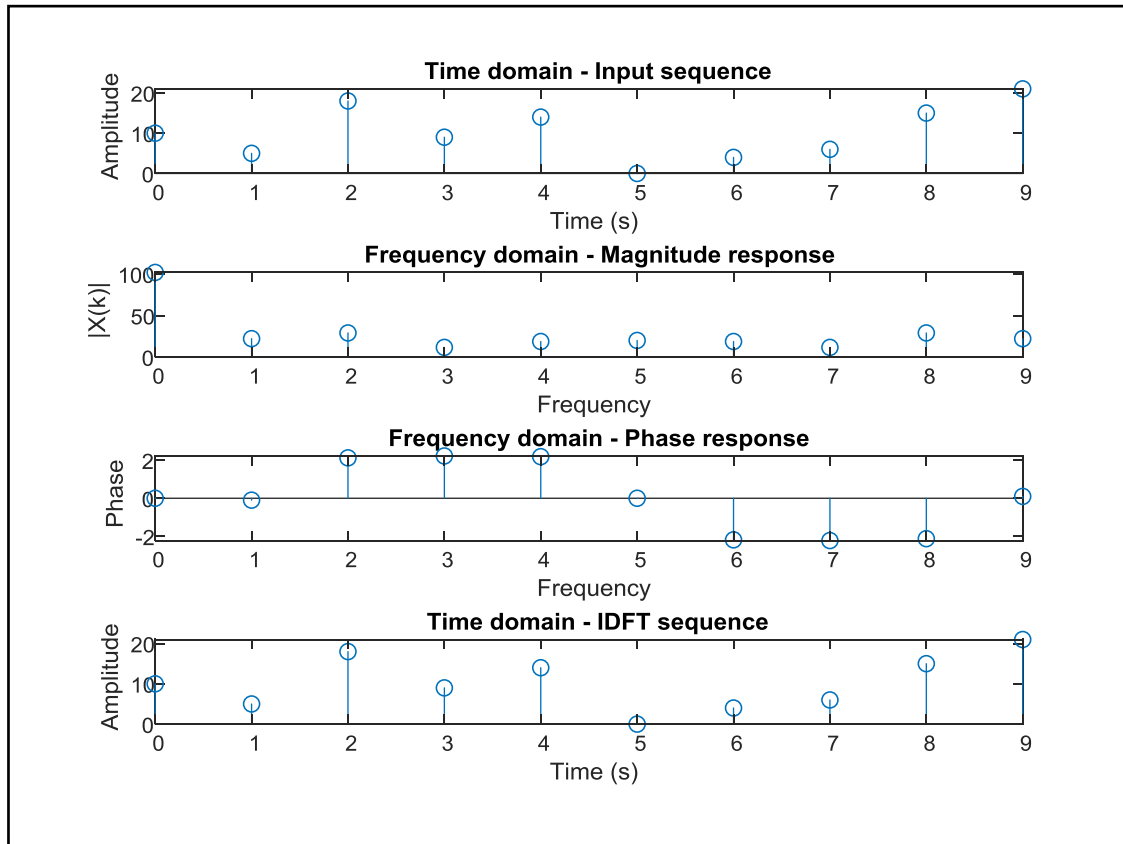 Time domain - Input sequence
Amplitude
20
10
0
0 1 2 3 4 5 6 7 8 9
Time (s)
Frequency domain - Magnitude response
|X(k)|
100
50
0
0 1 2 3 4 5 6 7 8 9
Frequency
Frequency domain - Phase response
Phase
2
0
-2
0 1 2 3 4 5 6 7 8 9
Frequency
Time domain - IDFT sequence
Amplitude
20
10
0
0 1 2 3 4 5 6 7 8 9
Time (s)